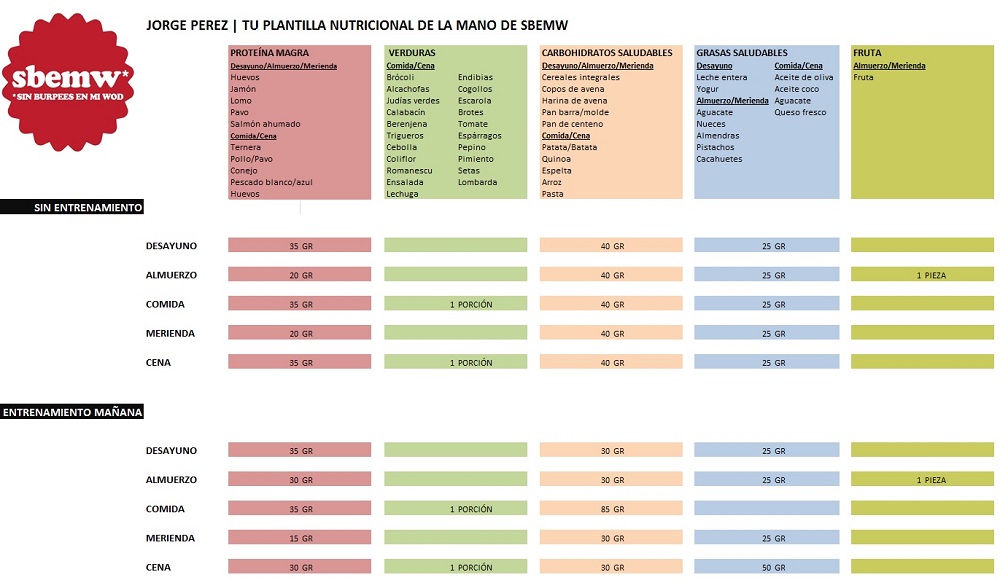 JORGE PEREZ | TU PLANTILLA NUTRICIONAL DE LA MANO DE SBEMW
sbemw*
*SIN BURPEES EN MI WOD
PROTEÍNA MAGRA
Desayuno/Almuerzo/Merienda
Huevos
Jamón
Lomo
Pavo
Salmón ahumado
Comida/Cena
Ternera
Pollo/Pavo
Conejo
Pescado blanco/azul
Huevos
VERDURAS
Comida/Cena
Brócli
Alcachofas
Judías verdes
Calabacín
Berenjena
Trigueros
Cebolla
Coliflor
Romanescu
Ensalada
Lechuga
Endibias
Cogollos
Escarola
Brotes
Tomate
Espárragos
Pepino
Pimiento
Setas
Lombarda
CARBOHIDRATOS SALUDABLES
Desayuno/Almuerzo/Merienda
Cereales integrales
Copos de avena
Harina de avena
Pan barra/molde
Pan de centeno
Comida/Cena
Patata/Batata
Quinoa
Espelta
Arroz
Pasta
GRASAS SALUDABLES
Desayuno
Leche entera
Yogur
Almuerzo/Merienda
Aguacate
Nueces
Almendras
Pistachos
Cacahuetes
Comida/Cena
Aceite de oliva
Aceite coco
Aguacate
Queso fresco
FRUTA
Almuerzo/Merienda
Fruta
SIN ENTRENAMIENTO
DESAYUNO 35 GR 40 GR 25 GR
ALMUERZO 20 GR 40 GR 25 GR 1 PIEZA
COMIDA 35 GR 1 PORCIÓN 40 GR 25 GR
MERIENDA 20 GR 40 GR 25 GR
CENA 35 GR 1 PORCIÓN 40 GR 25 GR
ENTRENAMIENTO MAÑANA
DESAYUNO 35 GR 30 GR 25 GR
ALMUERZO 30 GR 30 GR 25 GR 1 PIEZA
COMIDA 35 GR 1 PORCIÓN 85 GR
MERIENDA 15 GR 30 GR 25 GR
CENA 30 GR 1 PORCIÓN 30 GR 50 GR